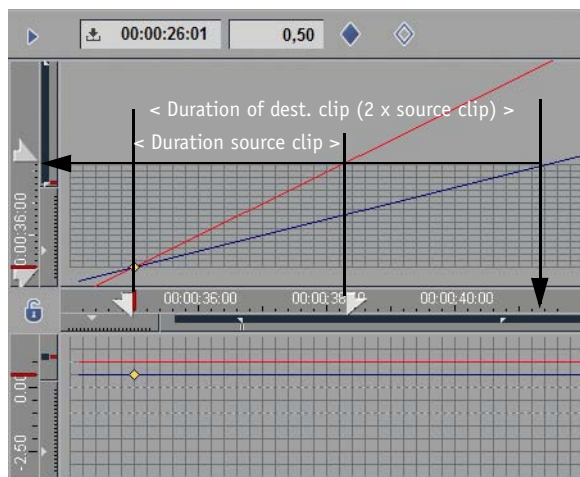 00:00:26:01 0,50
< Duration of dest. clip (2 x source clip) >
< Duration source clip >
0:00:36:00
00:00:36:00 00:00:40:00
0.00
-2.50